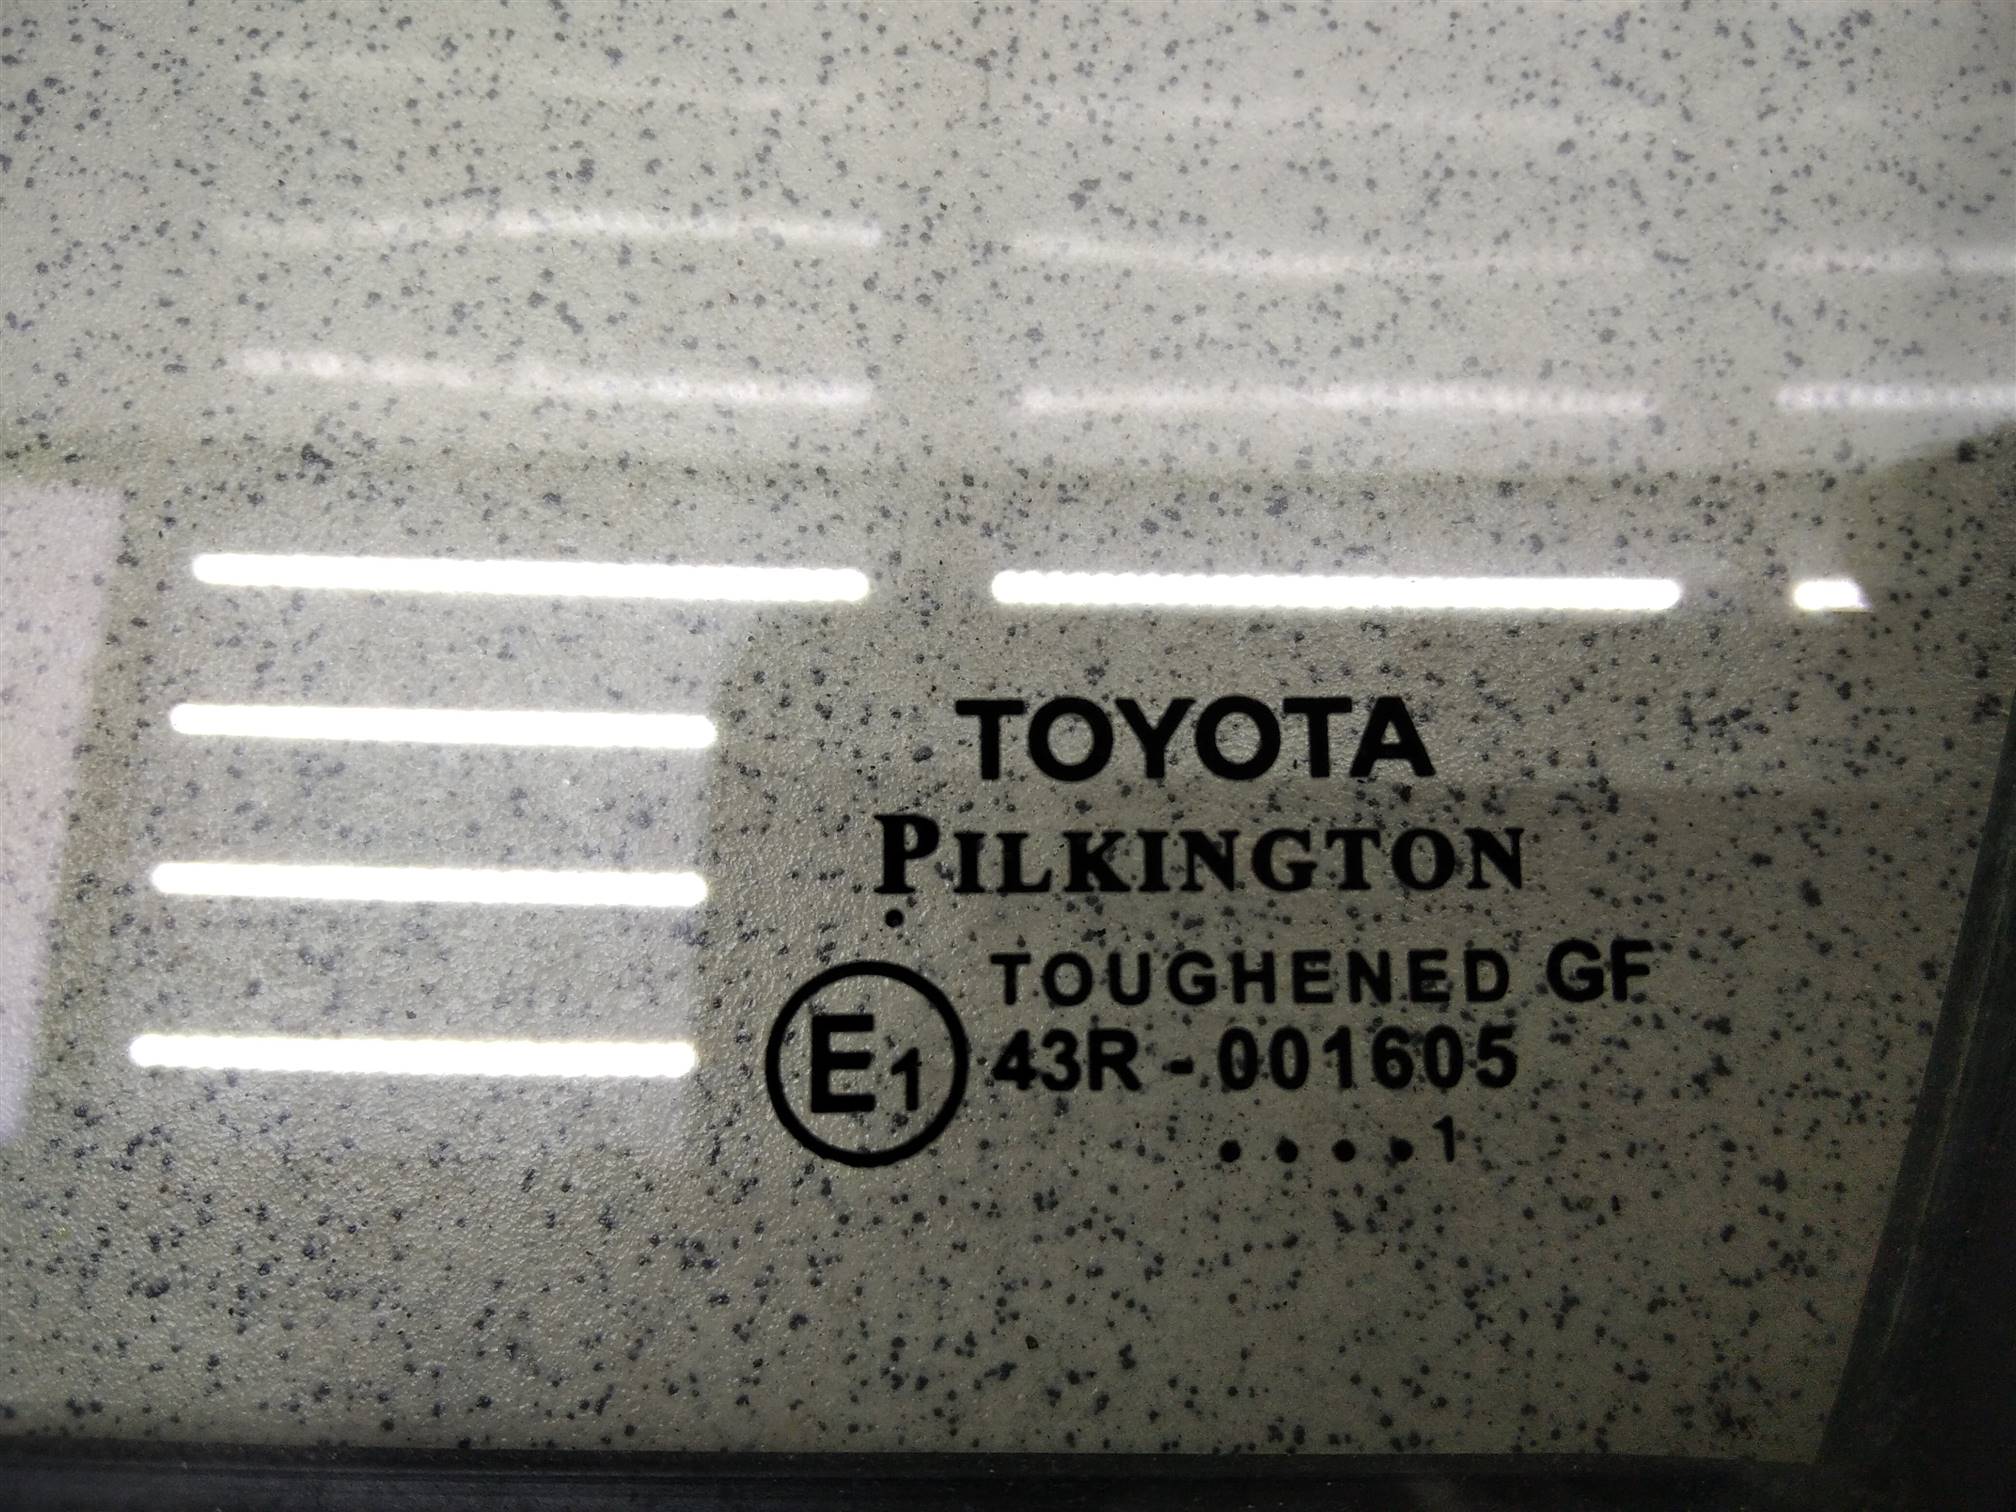 TOYOTA
PILKINGTON
TOUGHENED GF
E1
43R - 001605
. . . . 1